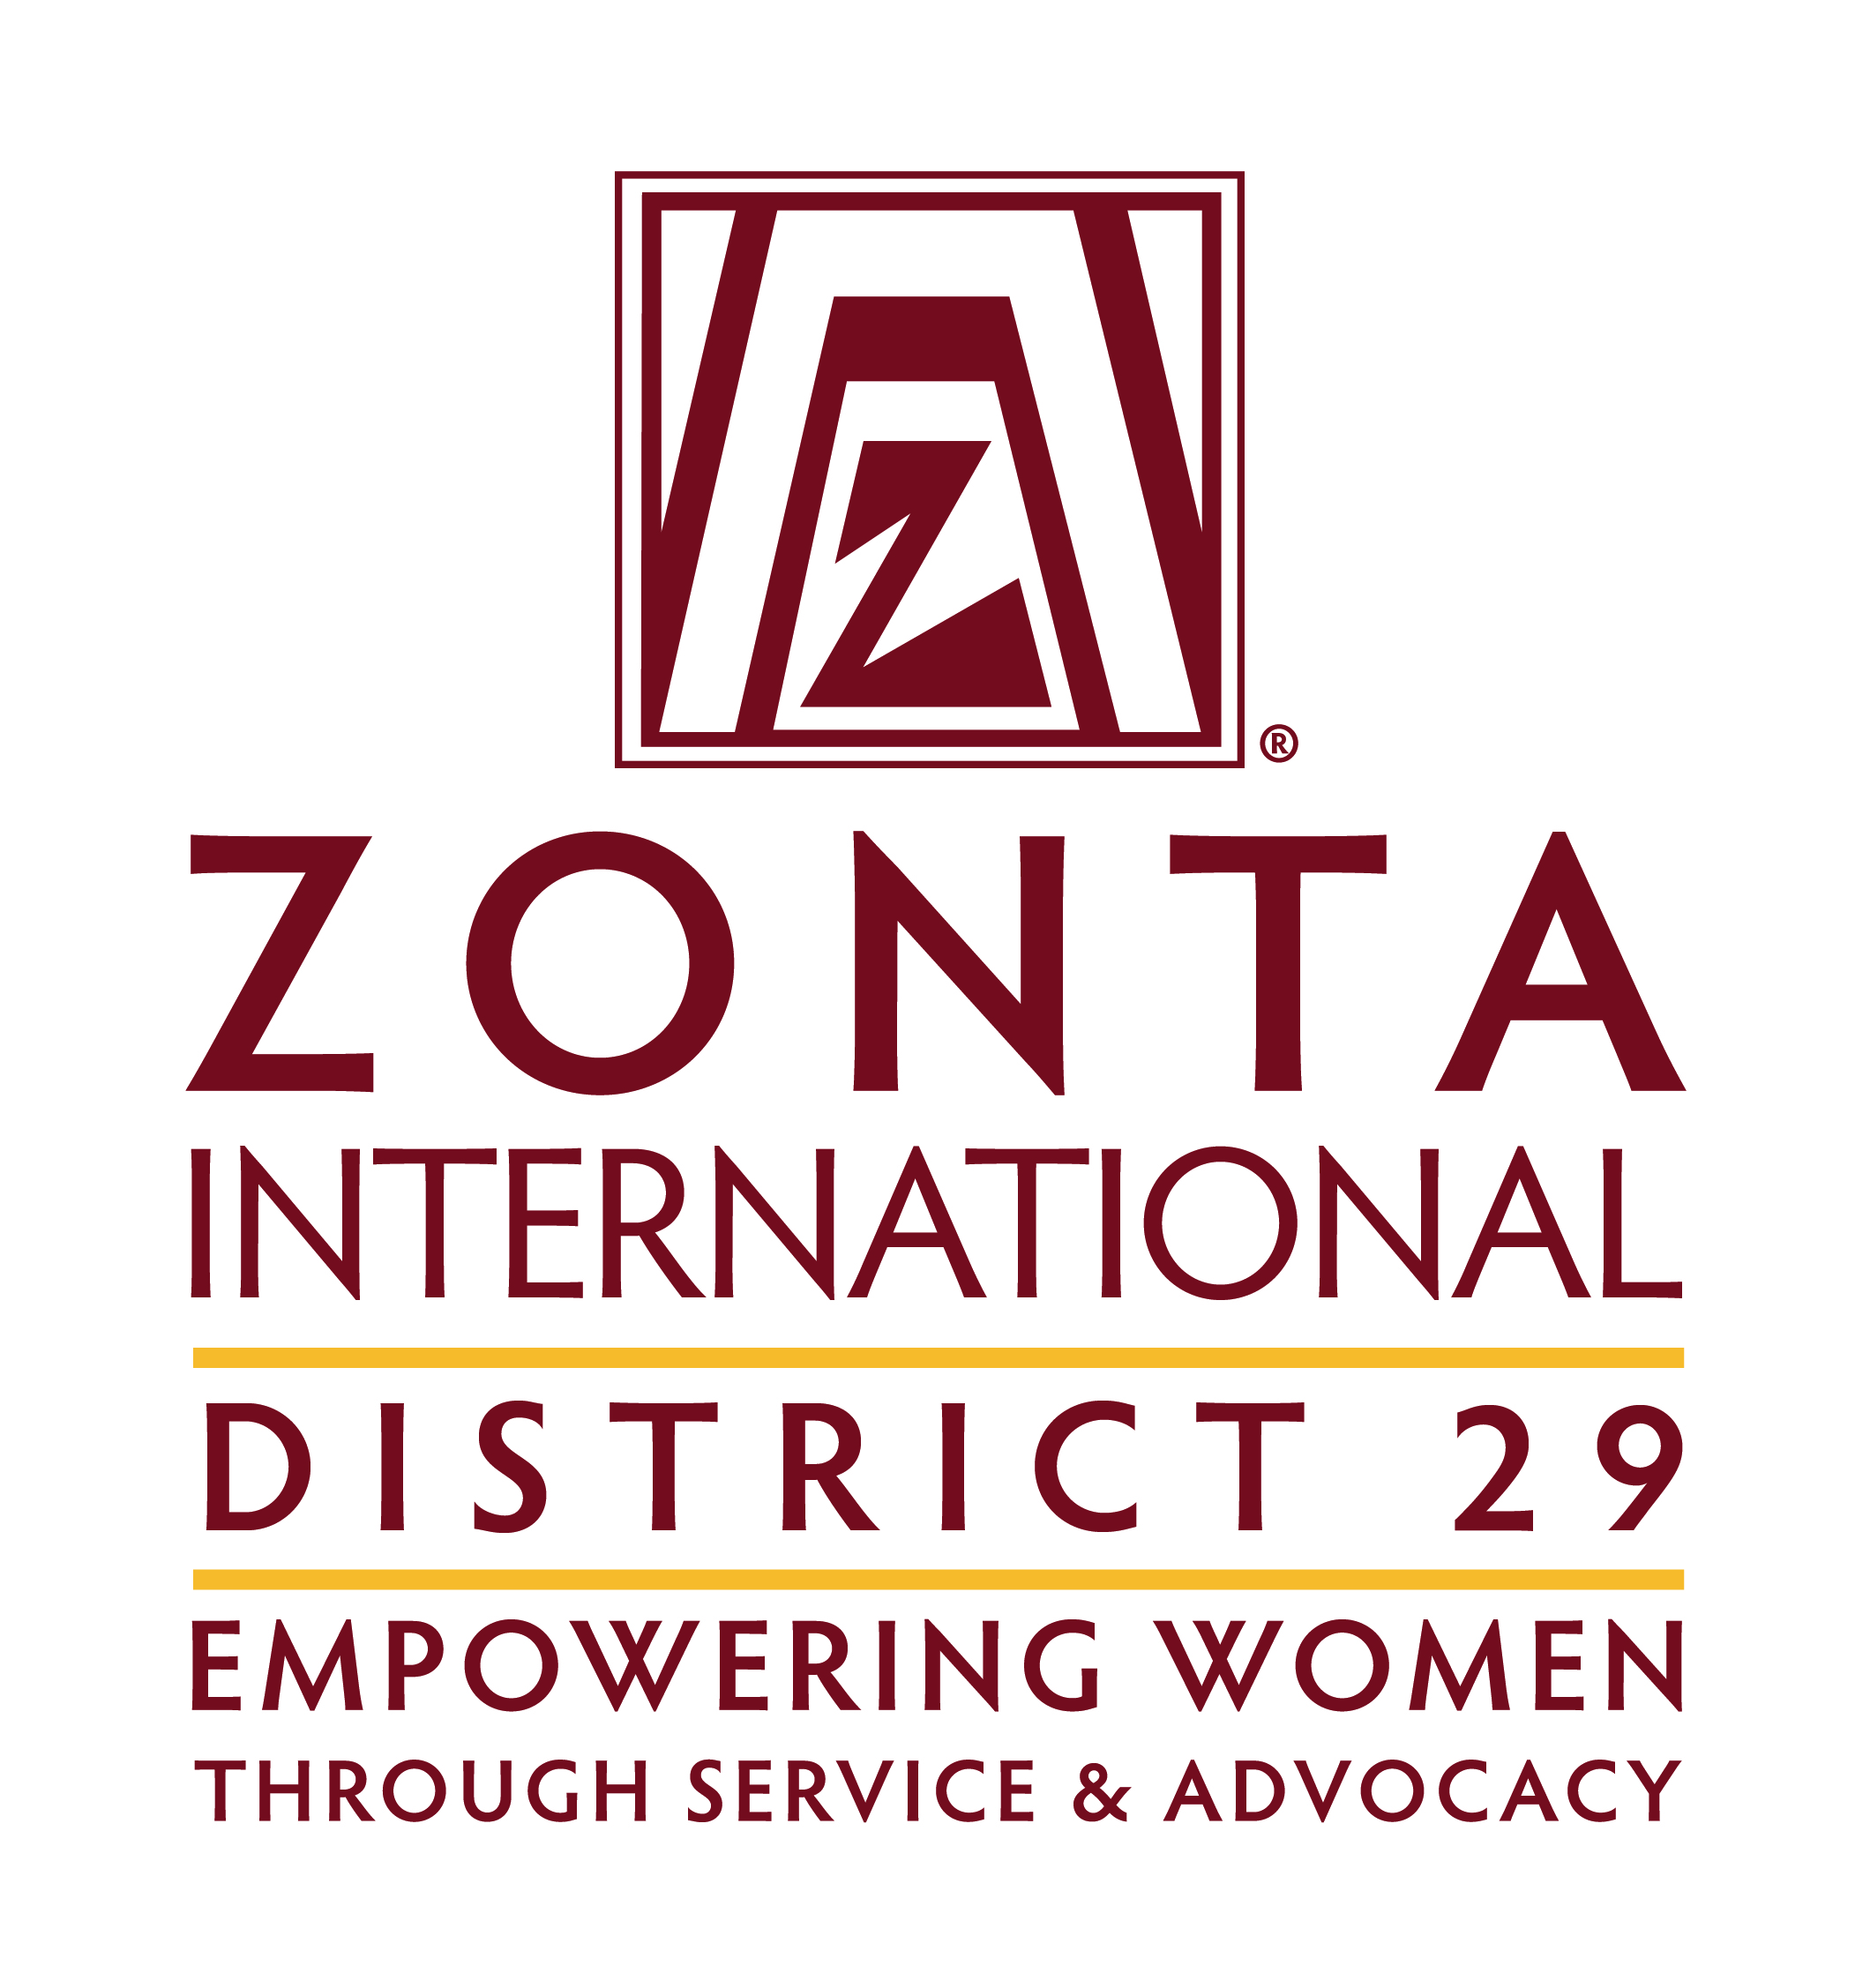 Z
®
ZONTA
INTERNATIONAL
DISTRICT 29
EMPOWERING WOMEN
THROUGH SERVICE & ADVOCACY